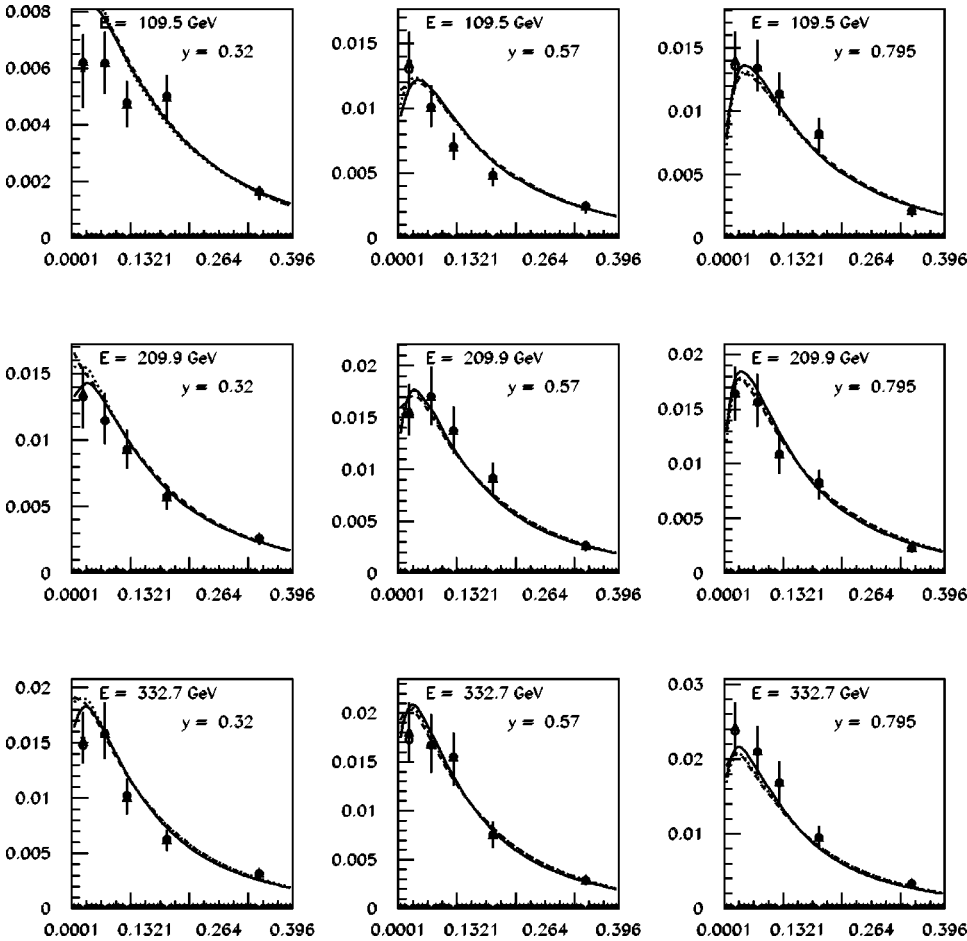 0.008 E = 109.5 GeV 0.015 E = 109.5 GeV 0.015 E = 109.5 GeV
y = 0.32 y = 0.57 y = 0.795
0.006 0.01 0.01
0.004
0.002 0.005 0.005
0 0 0
0.0001 0.1321 0.264 0.396 0.0001 0.1321 0.264 0.396 0.0001 0.1321 0.264 0.396
0.015 E = 209.9 GeV 0.02 E = 209.9 GeV 0.02 E = 209.9 GeV
y = 0.32 y = 0.57 y = 0.795
0.01 0.015 0.015
0.01 0.01
0.005 0.005 0.005
0 0 0
0.0001 0.1321 0.264 0.396 0.0001 0.1321 0.264 0.396 0.0001 0.1321 0.264 0.396
0.02 E = 332.7 GeV 0.02 E = 332.7 GeV 0.03 E = 332.7 GeV
y = 0.32 y = 0.57 y = 0.795
0.015 0.015 0.02
0.01 0.01 0.01
0.005 0.005
0 0 0
0.0001 0.1321 0.264 0.396 0.0001 0.1321 0.264 0.396 0.0001 0.1321 0.264 0.396